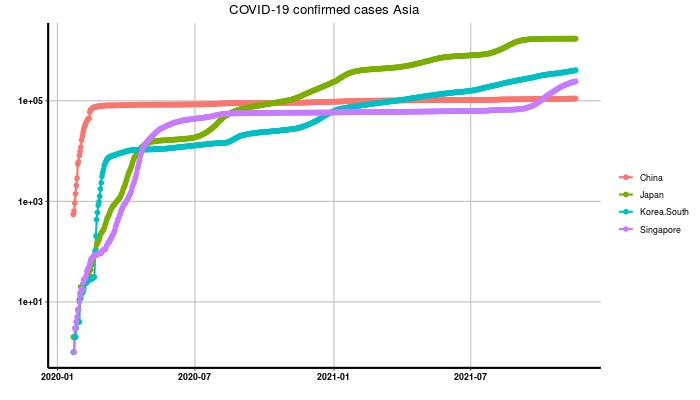 COVID-19 confirmed cases Asia
1e+05
1e+03
1e+01
2020-01 2020-07 2021-01 2021-07
China
Japan
Korea.South
Singapore